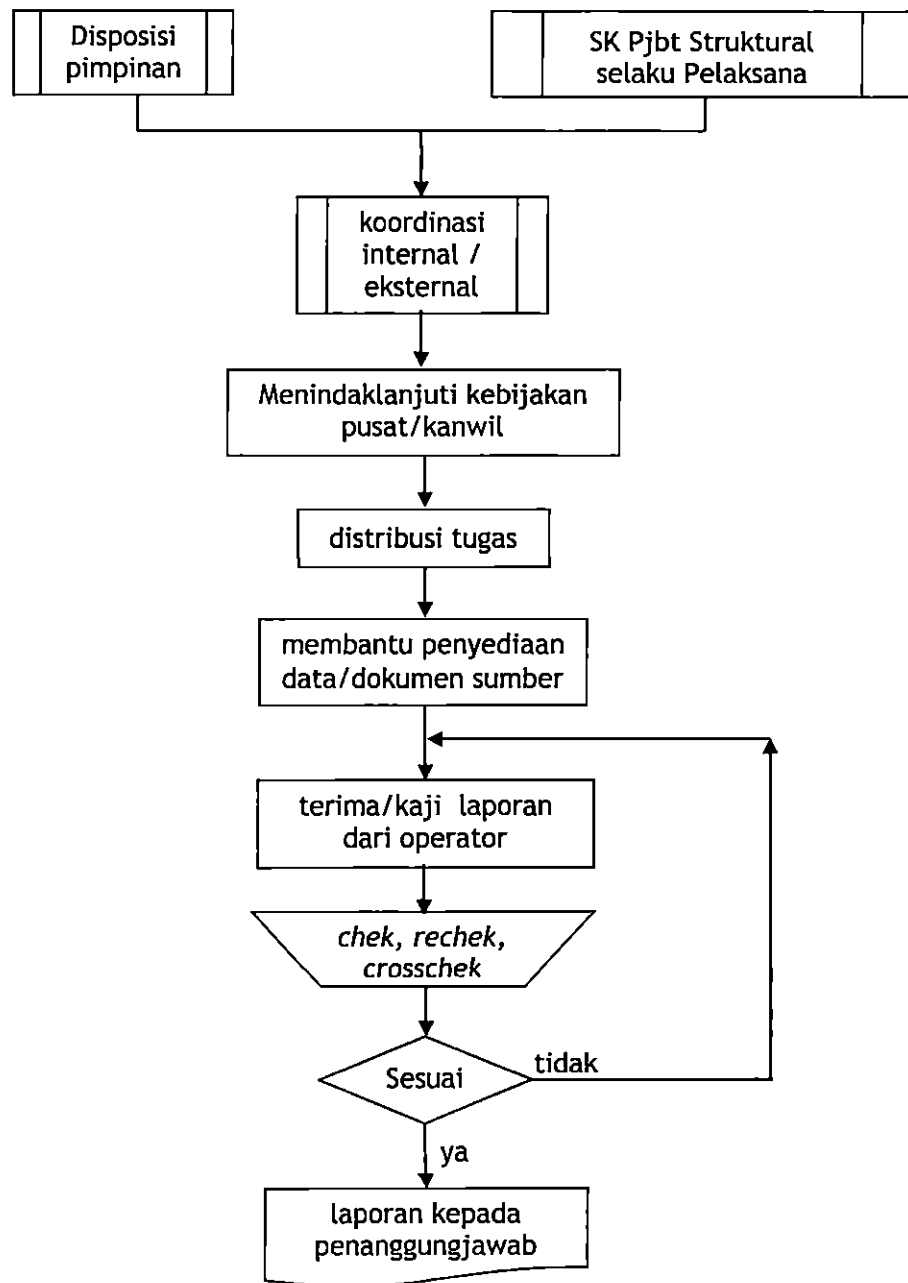 Disposisi
pimpinan
SK Pjbt Struktural
selaku Pelaksana
koordinasi
internal /
eksternal
Menindaklanjuti kebijakan
pusat/kanwil
distribusi tugas
membantu penyediaan
data/dokumen sumber
terima/kaji laporan
dari operator
chek, rechek,
crosschek
Sesuai
tidak
ya
laporan kepada
penanggungjawab